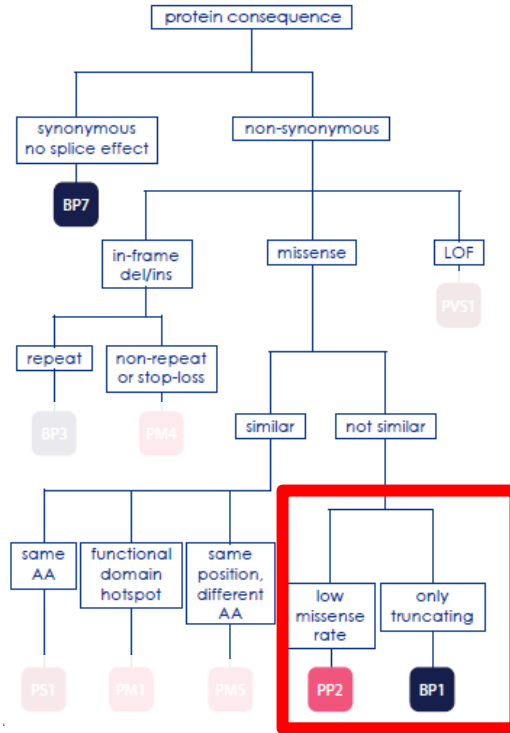 protein consequence
synonymous
no splice effect
non-synonymous
BP7
in-frame
del/ins
missense
LOF
PVS1
repeat
non-repeat
or stop-loss
BP3
PM4
similar
not similar
same
AA
functional
domain
hotspot
same
position,
different
AA
low
missense
rate
only
truncating
PS1
PM1
PM5
PP2
BP1